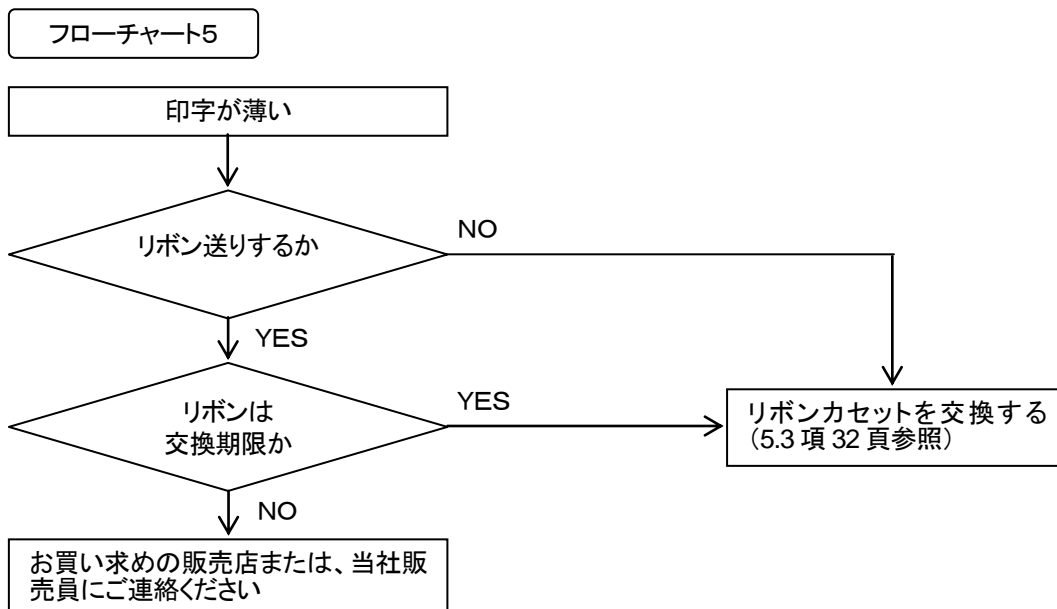 フローチャート5
印字が薄い
リボン送りするか
NO
YES
リボンは
交換期限か
YES
リボンカセットを交換する
(5.3 項 32 頁参照)
NO
お買い求めの販売店または、当社販
売員にご連絡ください